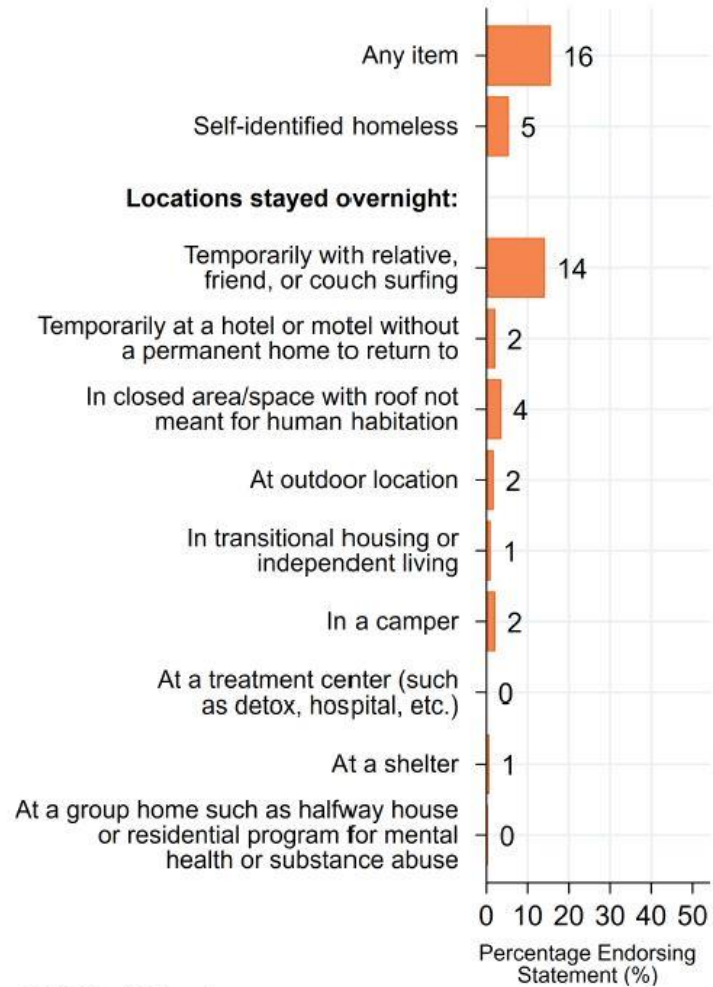 Any item
16
Self-identified homeless
5
Locations stayed overnight:
Temporarily with relative,
friend, or couch surfing
14
Temporarily at a hotel or motel without
a permanent home to return to
2
In closed area/space with roof not
meant for human habitation
4
At outdoor location
2
In transitional housing or
independent living
1
In a camper
2
At a treatment center (such
as detox, hospital, etc.)
0
At a shelter
1
At a group home such as halfway house
or residential program for mental
health or substance abuse
0
0 10 20 30 40 50
Percentage Endorsing
Statement (%)